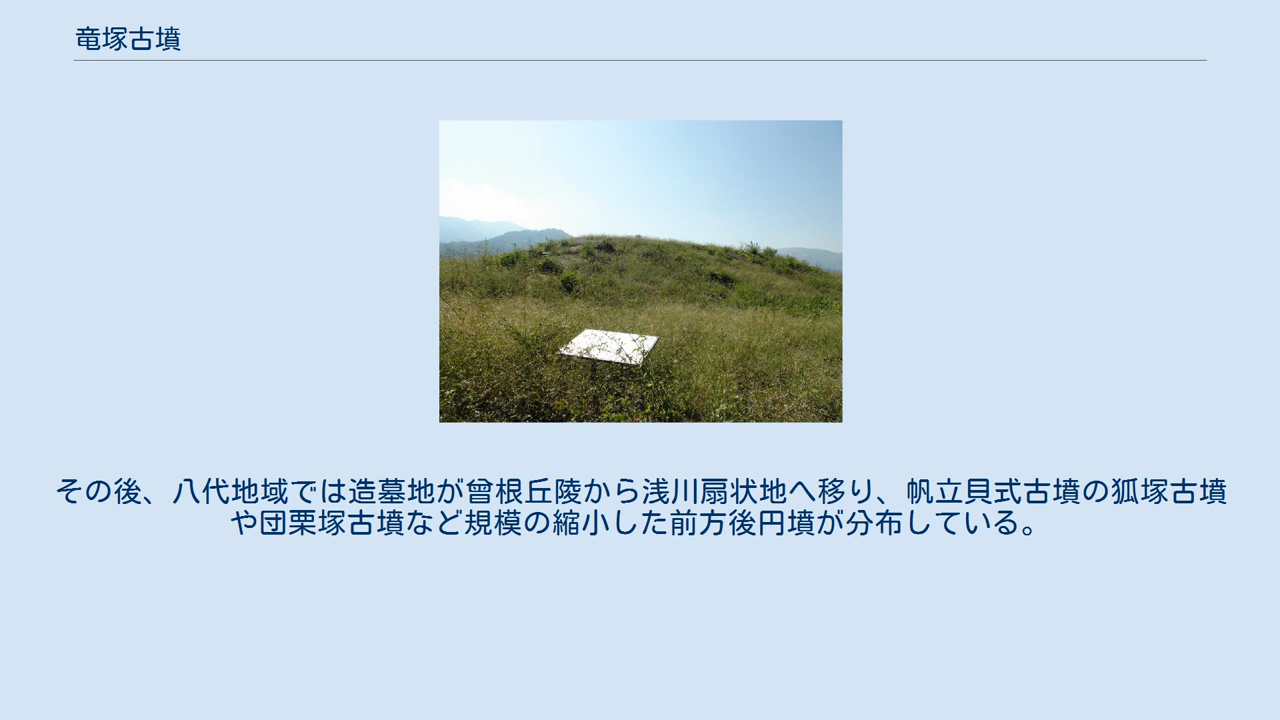 竜塚古墳
その後、八代地域では造墓地が曾根丘陵から浅川扇状地へ移り、帆立貝式古墳の狐塚古墳
や団栗塚古墳など規模の縮小した前方後円墳が分布している。